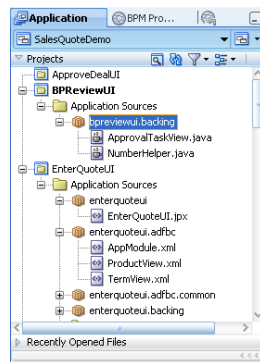 Application BPM Pro...
SalesQuoteDemo
Projects
ApproveDealUI
BPReviewUI
Application Sources
bpreviewui.backing
ApprovalTaskView.java
NumberHelper.java
EnterQuoteUI
Application Sources
enterquoteui
EnterQuoteUI.jpx
enterquoteui.adfbc
AppModule.xml
ProductView.xml
TermView.xml
enterquoteui.adfbc.common
enterquoteui.backing
Recently Opened Files